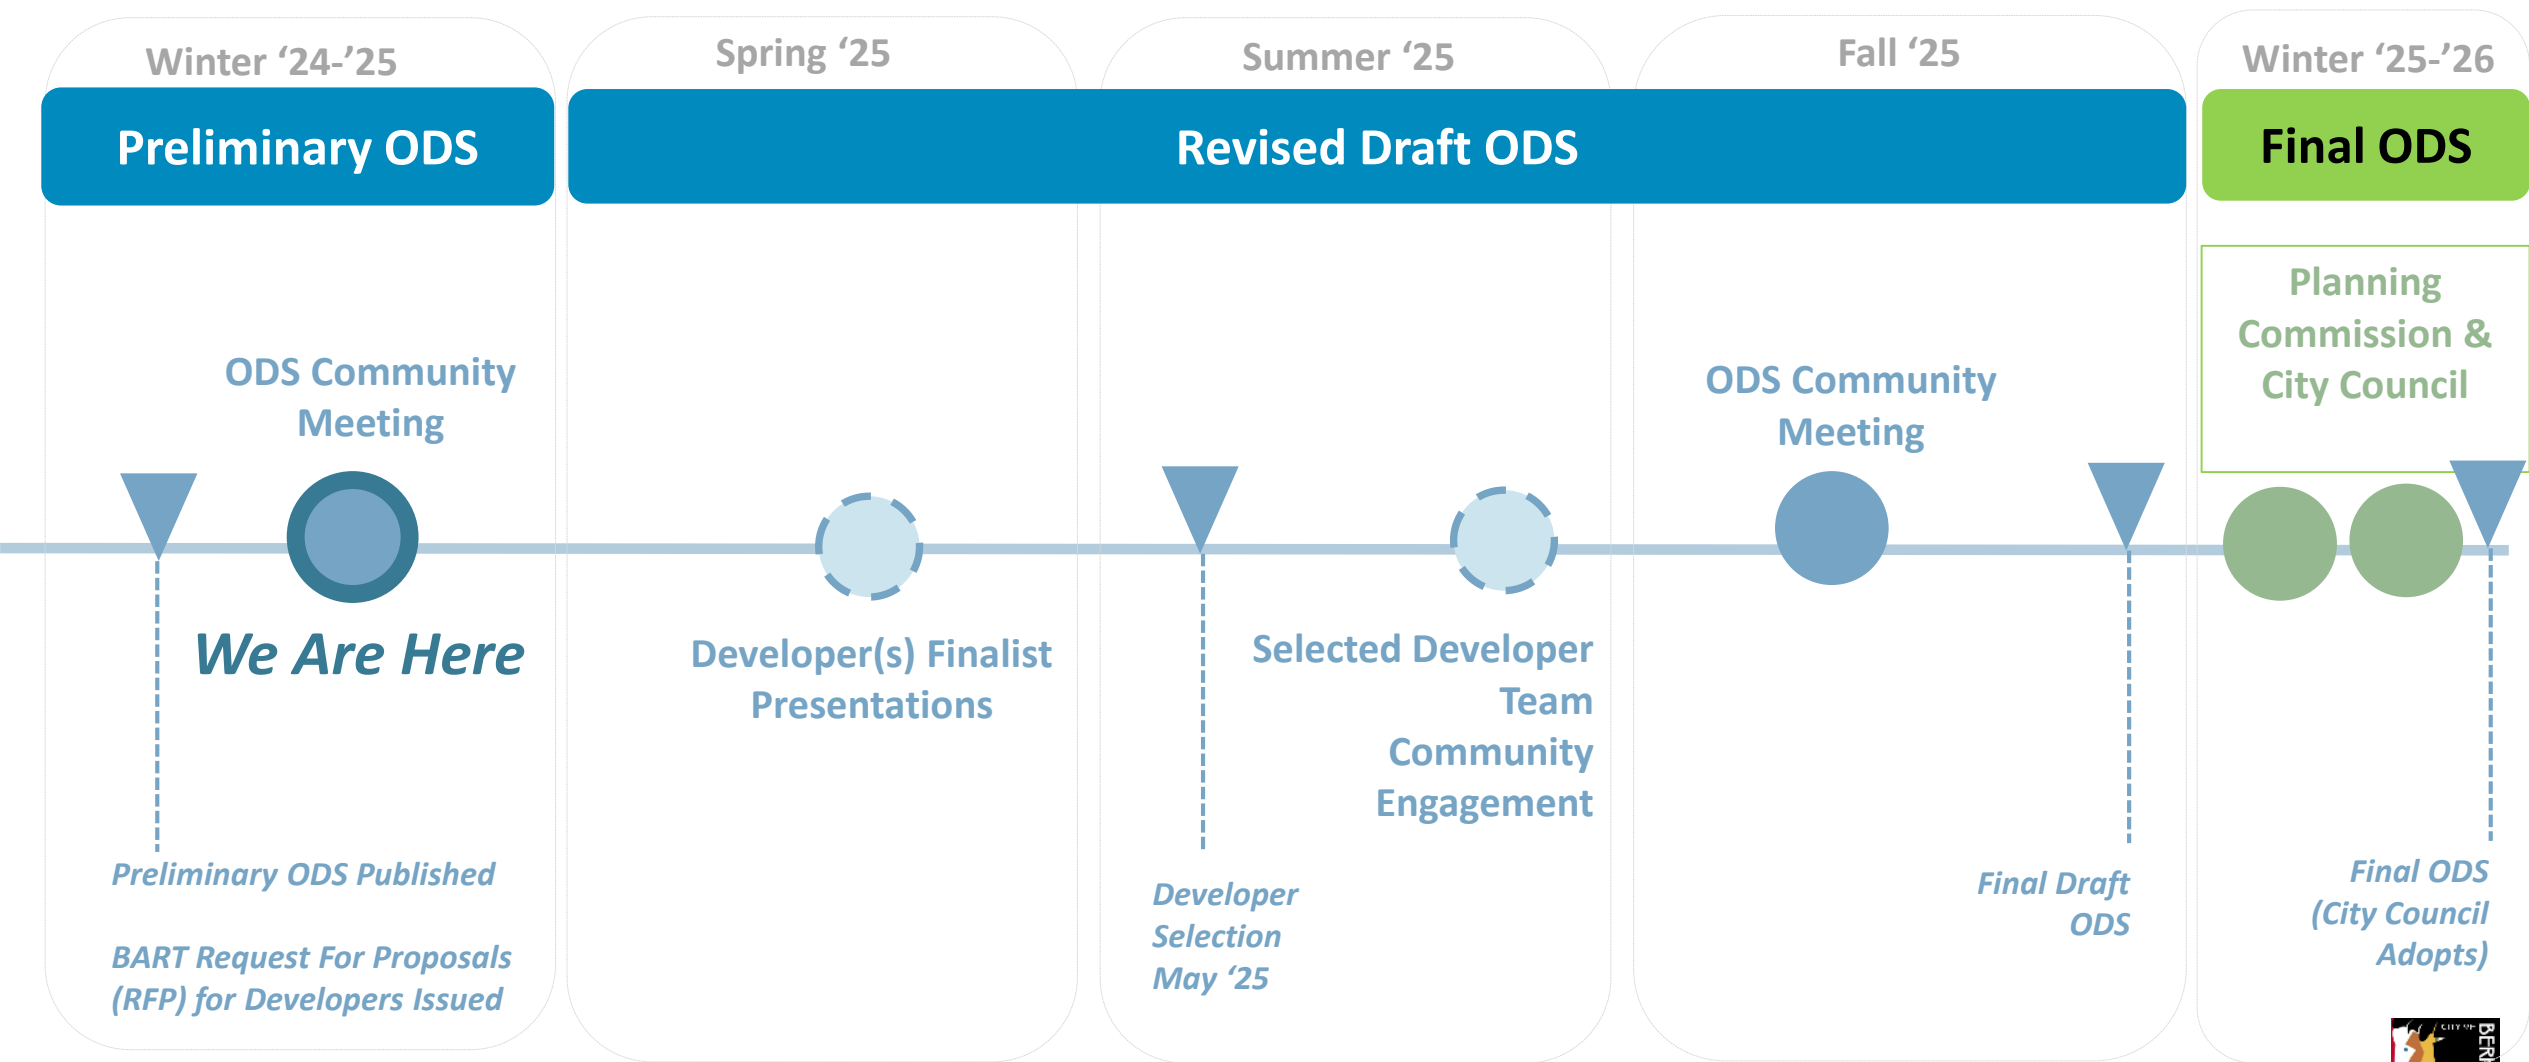 Winter ‘24-’25
Spring ‘25
Summer ‘25
Fall ‘25
Winter ‘25-’26
Preliminary ODS
Revised Draft ODS
Final ODS
Planning
Commission &
City Council
ODS Community
Meeting
ODS Community
Meeting
We Are Here
Developer(s) Finalist
Presentations
Selected Developer
Team
Community
Engagement
Preliminary ODS Published
BART Request For Proposals
(RFP) for Developers Issued
Developer
Selection
May ‘25
Final Draft
ODS
Final ODS
(City Council
Adopts)
CITY OF